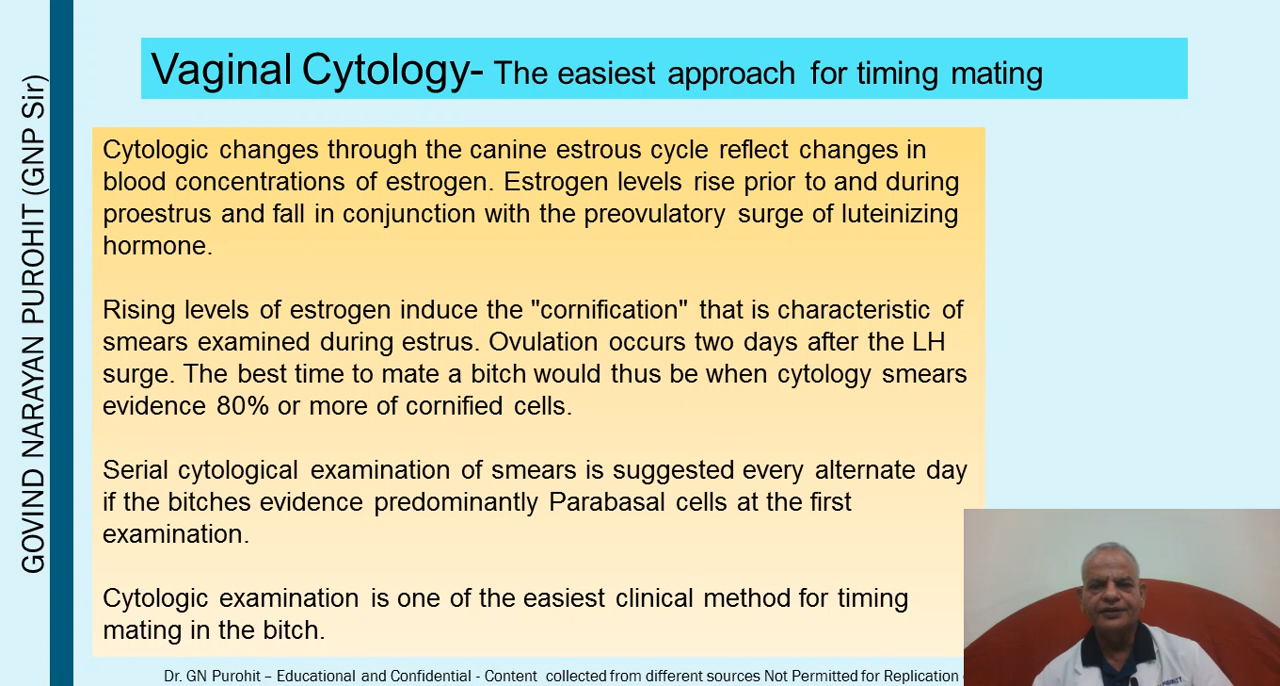 GOVIND NARAYAN PUROHIT (GNP Sir)
Vaginal Cytology- The easiest approach for timing mating
Cytologic changes through the canine estrous cycle reflect changes in
blood concentrations of estrogen. Estrogen levels rise prior to and during
proestrus and fall in conjunction with the preovulatory surge of luteinizing
hormone.
Rising levels of estrogen induce the "cornification" that is characteristic of
smears examined during estrus. Ovulation occurs two days after the LH
surge. The best time to mate a bitch would thus be when cytology smears
evidence 80% or more of cornified cells.
Serial cytological examination of smears is suggested every alternate day
if the bitches evidence predominantly Parabasal cells at the first
examination.
Cytologic examination is one of the easiest clinical method for timing
mating in the bitch.
Dr. GN Purohit – Educational and Confidential - Content collected from different sources Not Permitted for Replication